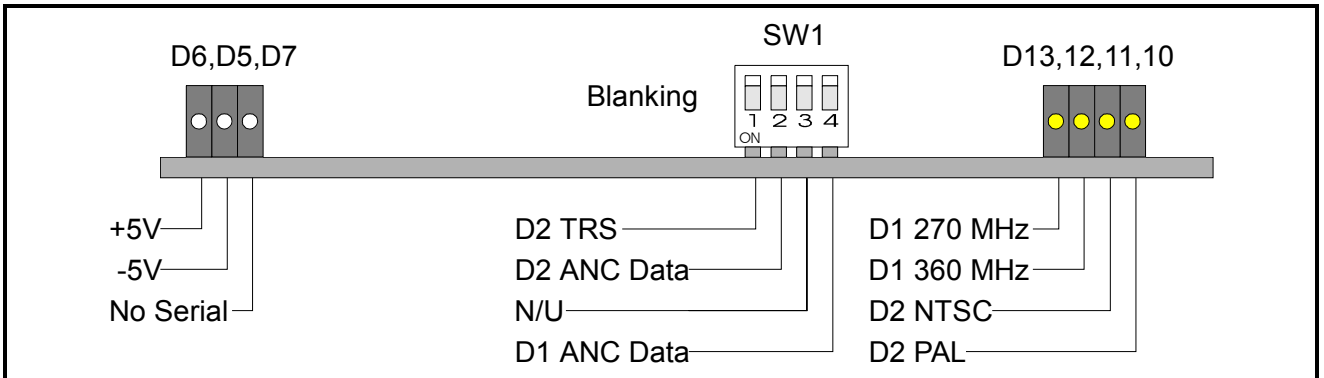 SW1
D6,D5,D7
D13,12,11,10
Blanking
1 2 3 4
ON
+5V
D2 TRS
D1 270 MHz
-5V
D2 ANC Data
D1 360 MHz
No Serial
N/U
D2 NTSC
D1 ANC Data
D2 PAL